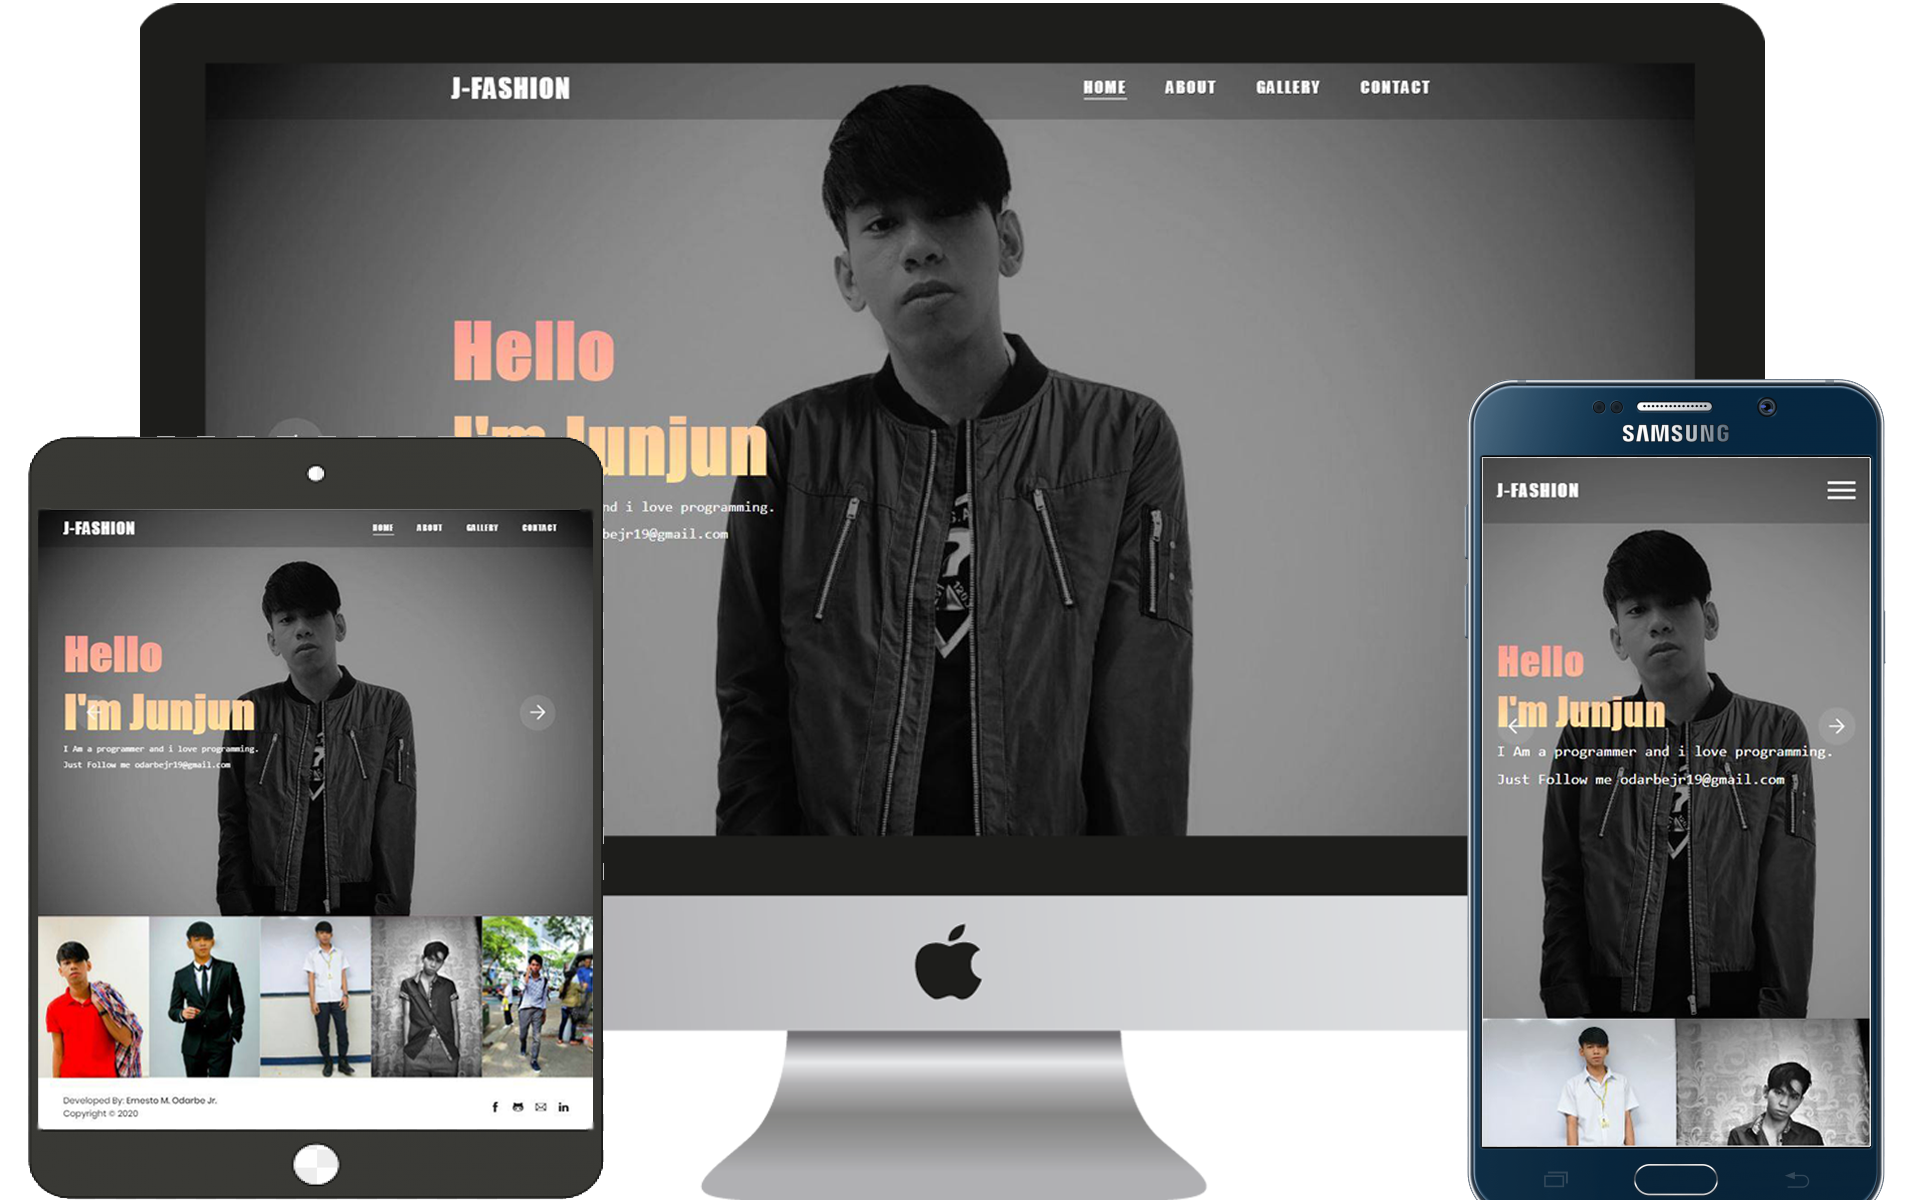 J-FASHION
HOME ABOUT GALLERY CONTACT
Hello
I'm Junjun
nd i love programming.
bejr19@gmail.com
J-FASHION
HOME ABOUT GALLERY CONTACT
Hello
I'm Junjun
I Am a programmer and i love programming.
Just Follow me odarbejr19@gmail.com
Developed By: Ernesto M. Odarbe Jr.
Copyright © 2020
SAMSUNG
J-FASHION
Hello
I'm Junjun
I Am a programmer and i love programming.
Just Follow me odarbejr19@gmail.com